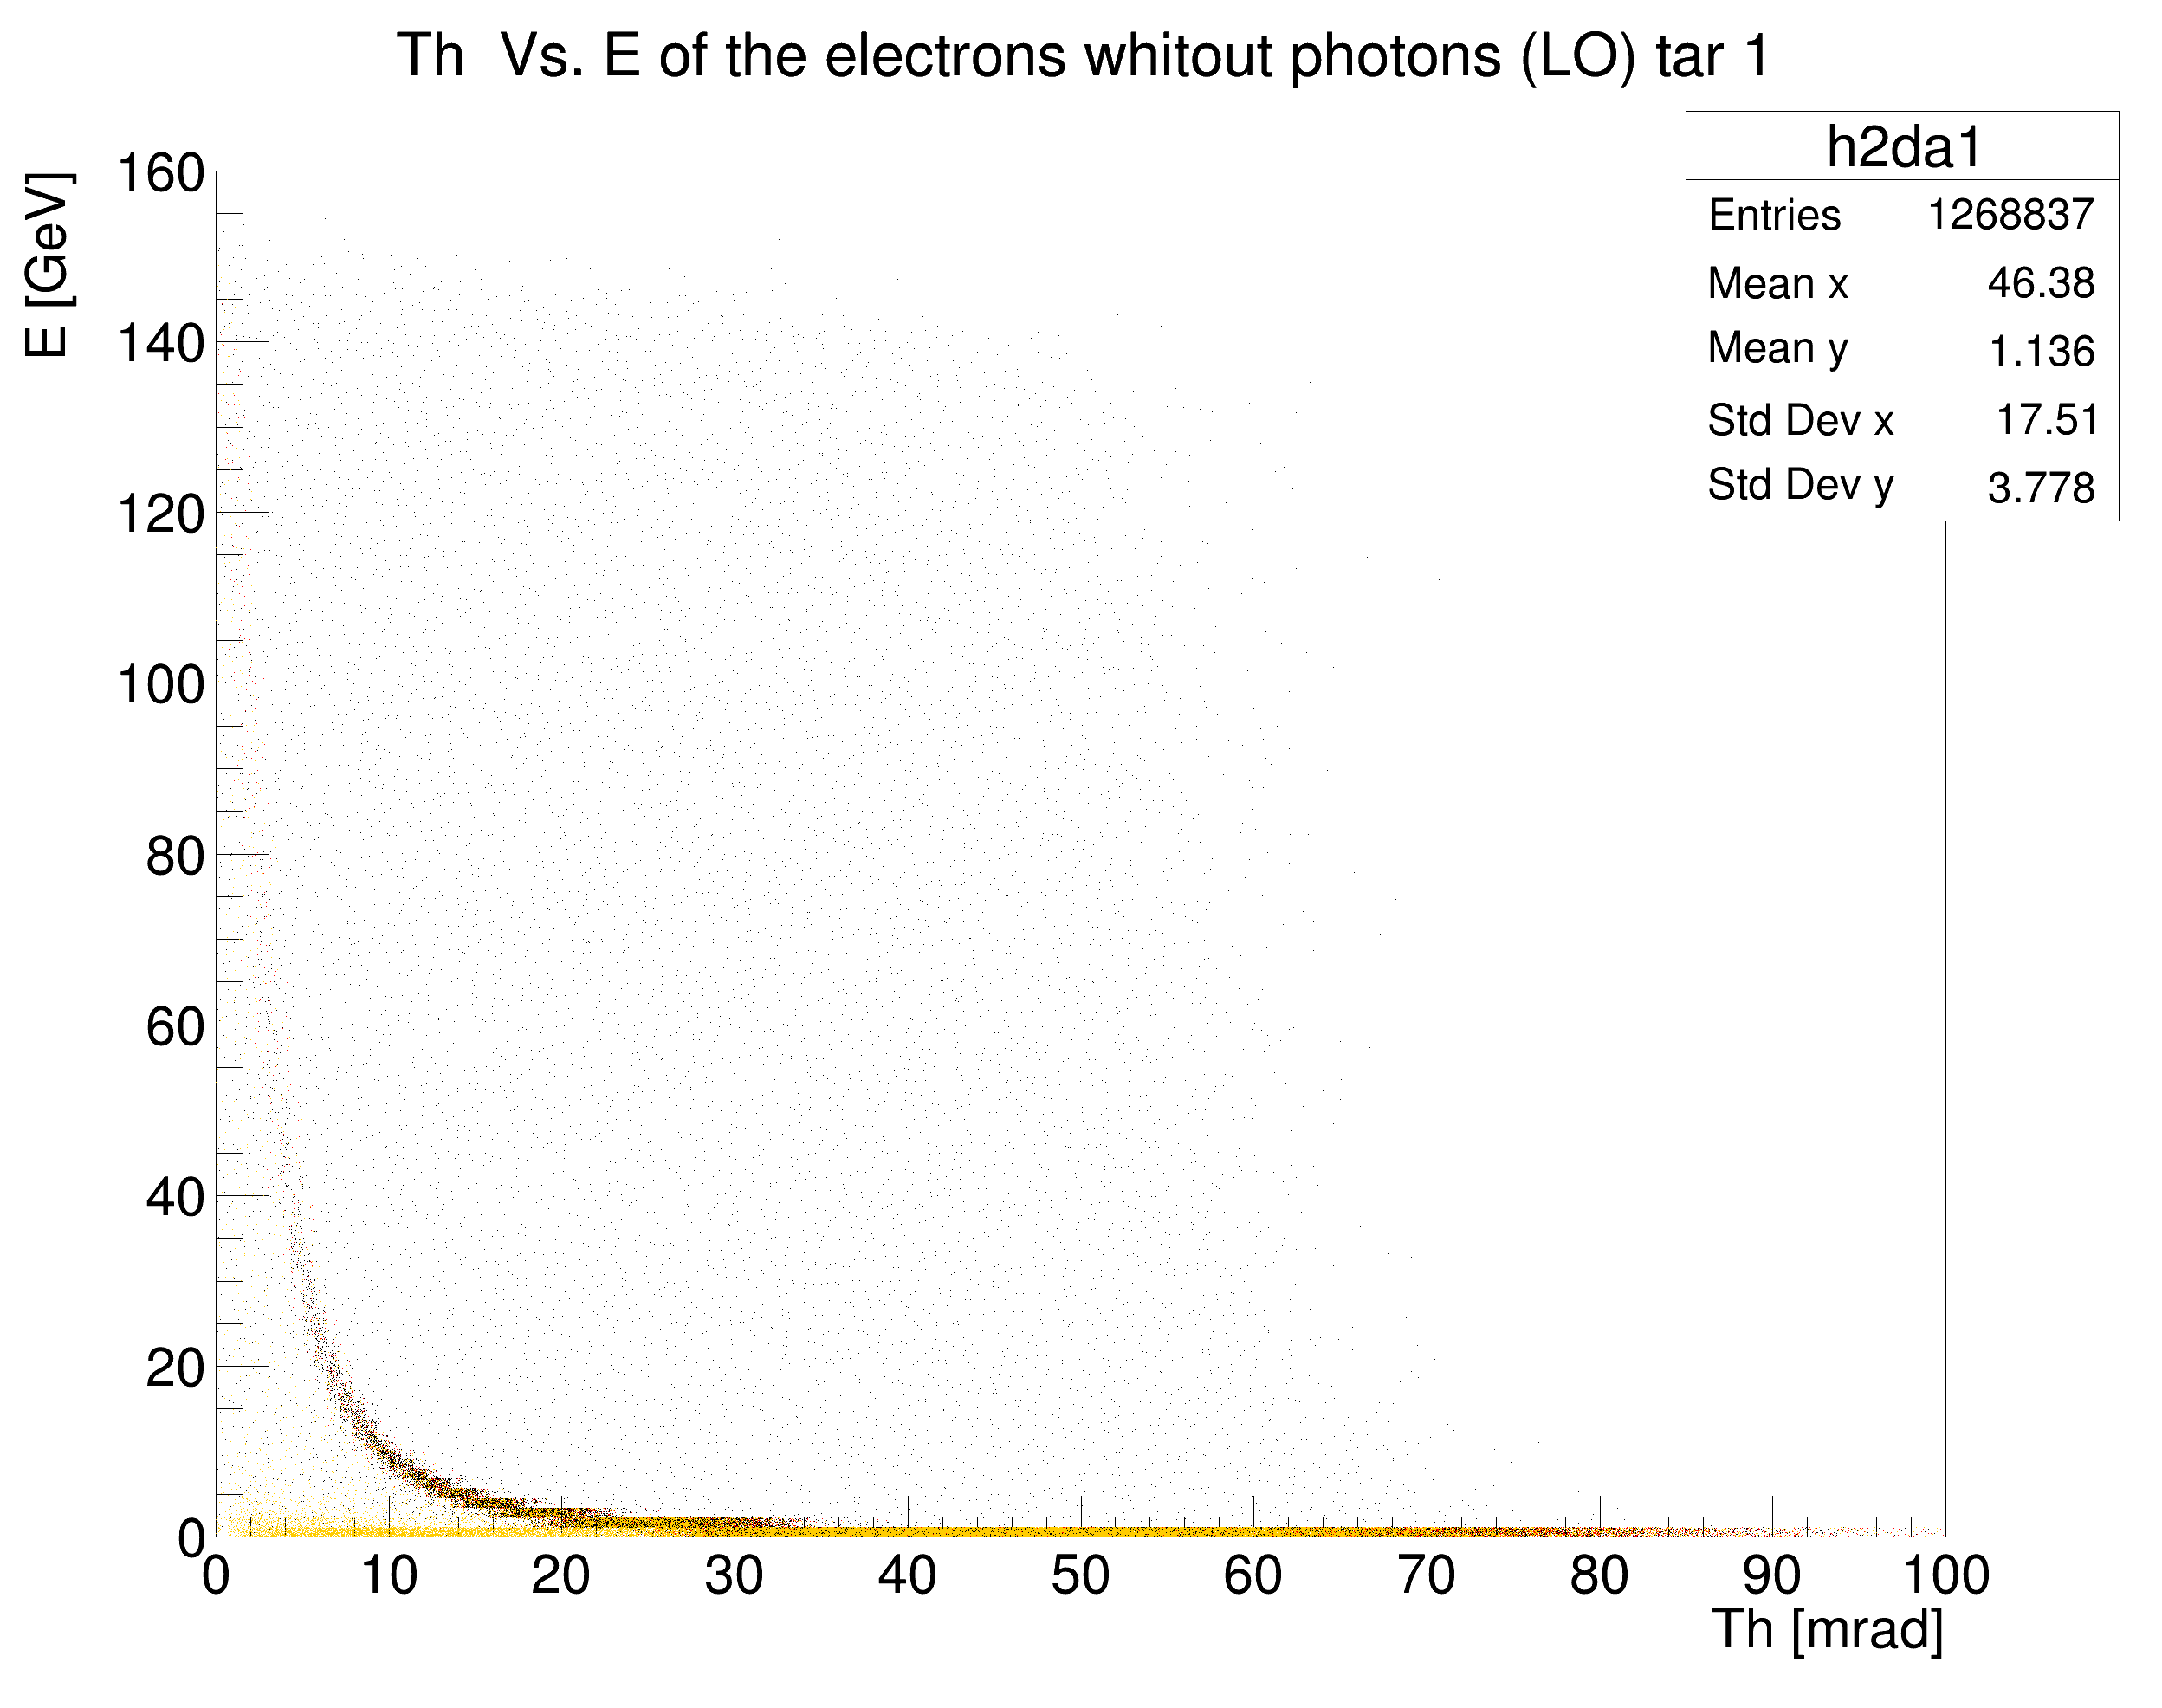 Th Vs. E of the electrons whitout photons (LO) tar 1
h2da1
Entries 1268837
Mean x 46.38
Mean y 1.136
Std Dev x 17.51
Std Dev y 3.778
E [GeV]
160
140
120
100
80
60
40
20
0
0 10 20 30 40 50 60 70 80 90 100
Th [mrad]